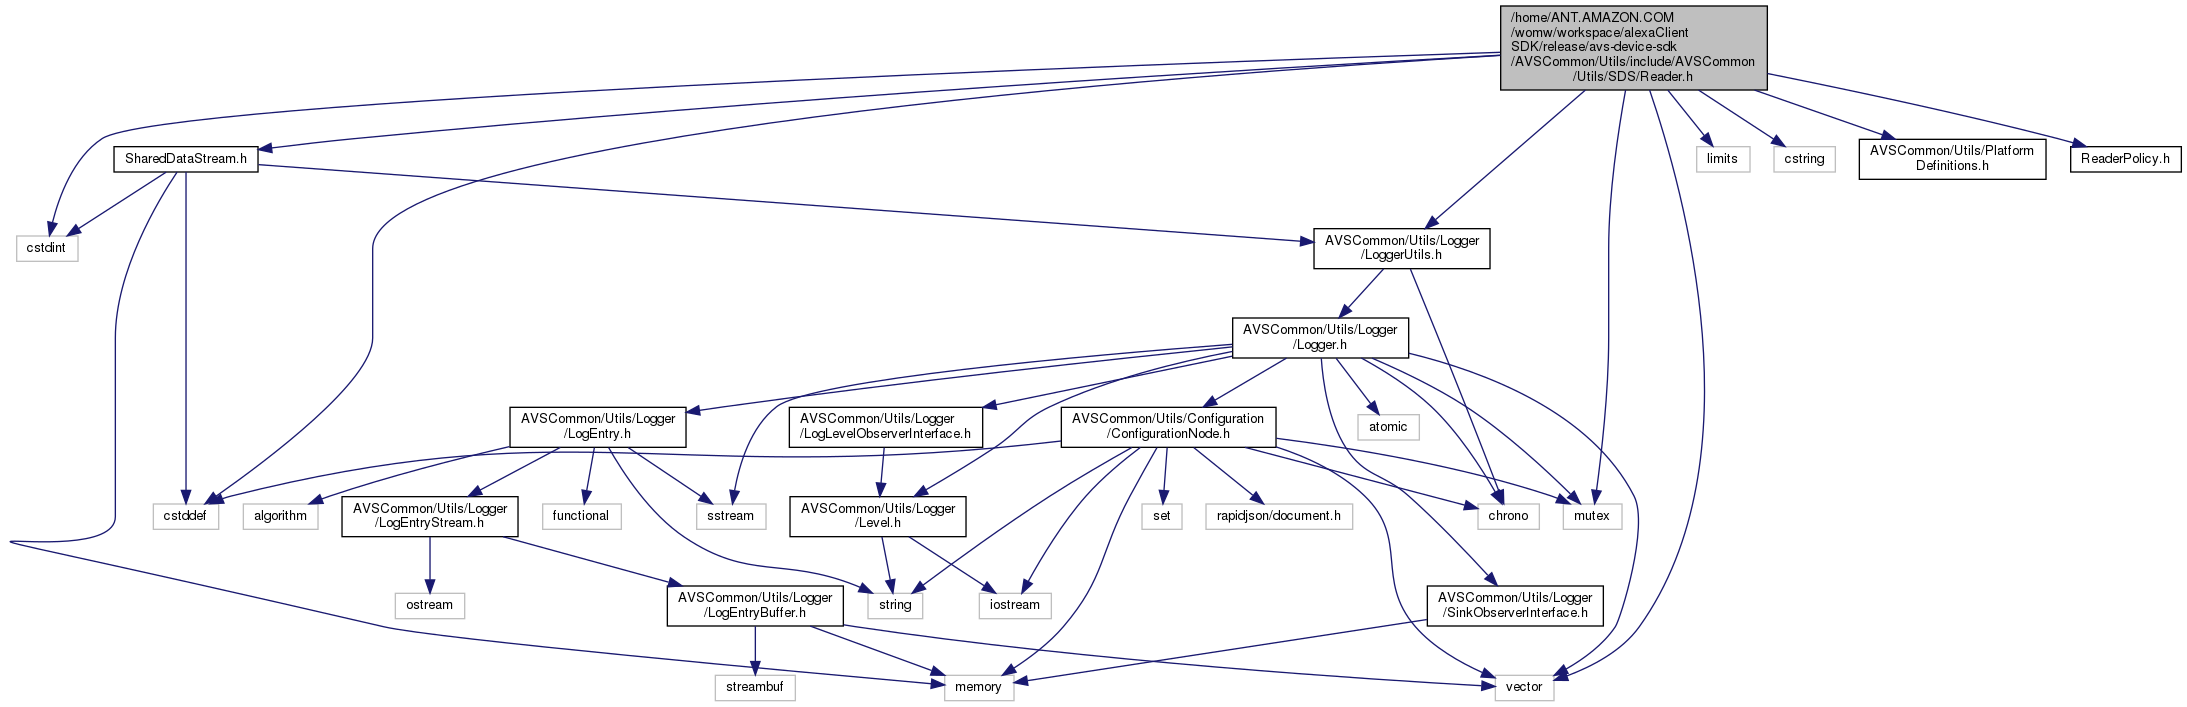 /home/ANT.AMAZON.COM
/womw/workspace/alexaClient
SDK/release/avs-device-sdk
/AVSCommon/Utils/include/AVSCommon
/Utils/SDS/Reader.h
SharedDataStream.h
limits
cstring
AVSCommon/Utils/Platform
Definitions.h
ReaderPolicy.h
cstdint
AVSCommon/Utils/Logger
/LoggerUtils.h
AVSCommon/Utils/Logger
/Logger.h
AVSCommon/Utils/Logger
/LogEntry.h
AVSCommon/Utils/Logger
/LogLevelObserverInterface.h
AVSCommon/Utils/Configuration
/ConfigurationNode.h
atomic
cstddef
algorithm
AVSCommon/Utils/Logger
/LogEntryStream.h
functional
sstream
AVSCommon/Utils/Logger
/Level.h
set
rapidjson/document.h
chrono
mutex
ostream
AVSCommon/Utils/Logger
/LogEntryBuffer.h
string
iostream
AVSCommon/Utils/Logger
/SinkObserverInterface.h
streambuf
memory
vector